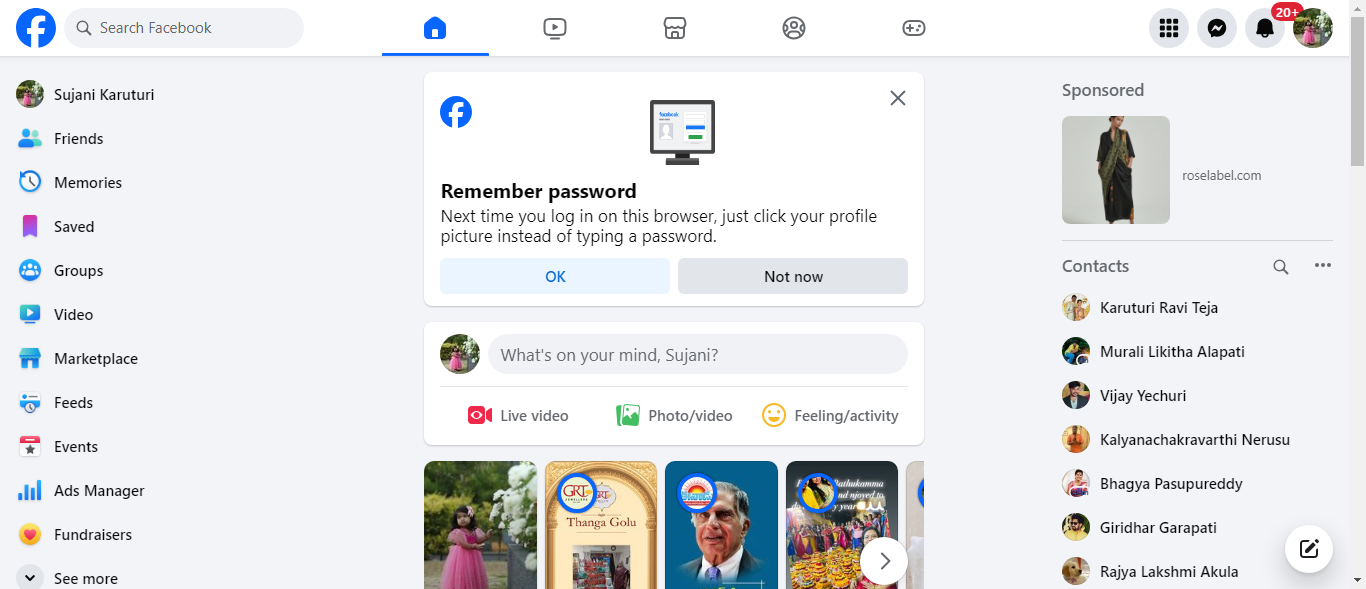 Search Facebook
20+
Sujani Karuturi
Friends
Memories
Saved
Groups
Video
Marketplace
Feeds
Events
Ads Manager
Fundraisers
See more
facebook
Remember password
Next time you log in on this browser, just click your profile
picture instead of typing a password.
OK
Not now
What's on your mind, Sujani?
Live video
Photo/video
Feeling/activity
GRT
Thanga Golu
Sponsored
roselabel.com
Contacts
Karuturi Ravi Teja
Murali Likitha Alapati
Vijay Yechuri
Kalyanachakravarthi Nerusu
Bhagya Pasupureddy
Giridhar Garapati
Rajya Lakshmi Akula